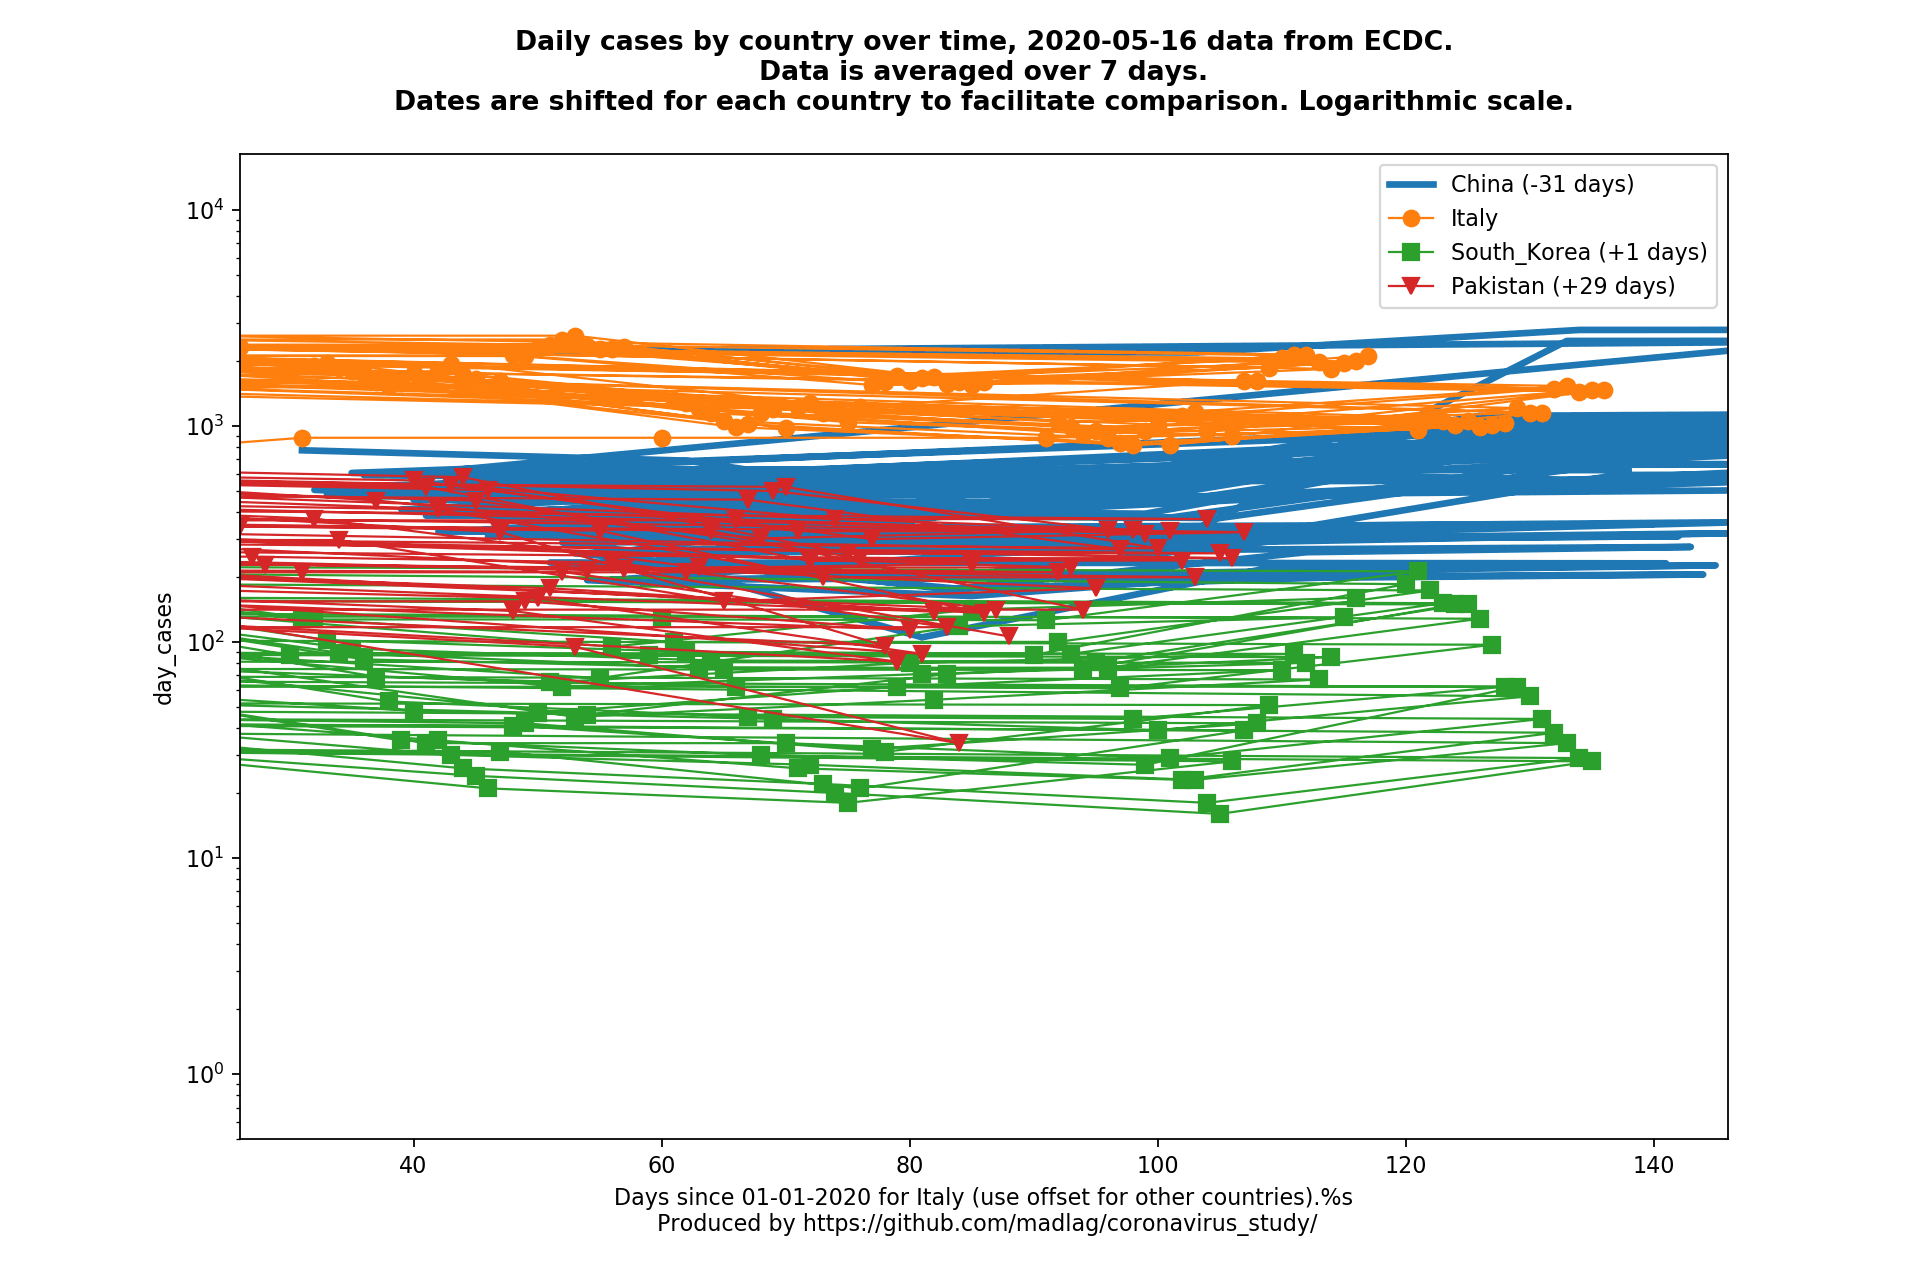 Daily cases by country over time, 2020-05-16 data from ECDC.
Data is averaged over 7 days.
Dates are shifted for each country to facilitate comparison. Logarithmic scale.
China (-31 days)
Italy
South_Korea (+1 days)
Pakistan (+29 days)
day_cases
10^4
10^3
10^2
10^1
10^0
40 60 80 100 120 140
Days since 01-01-2020 for Italy (use offset for other countries).%s
Produced by https://github.com/madlag/coronavirus_study/